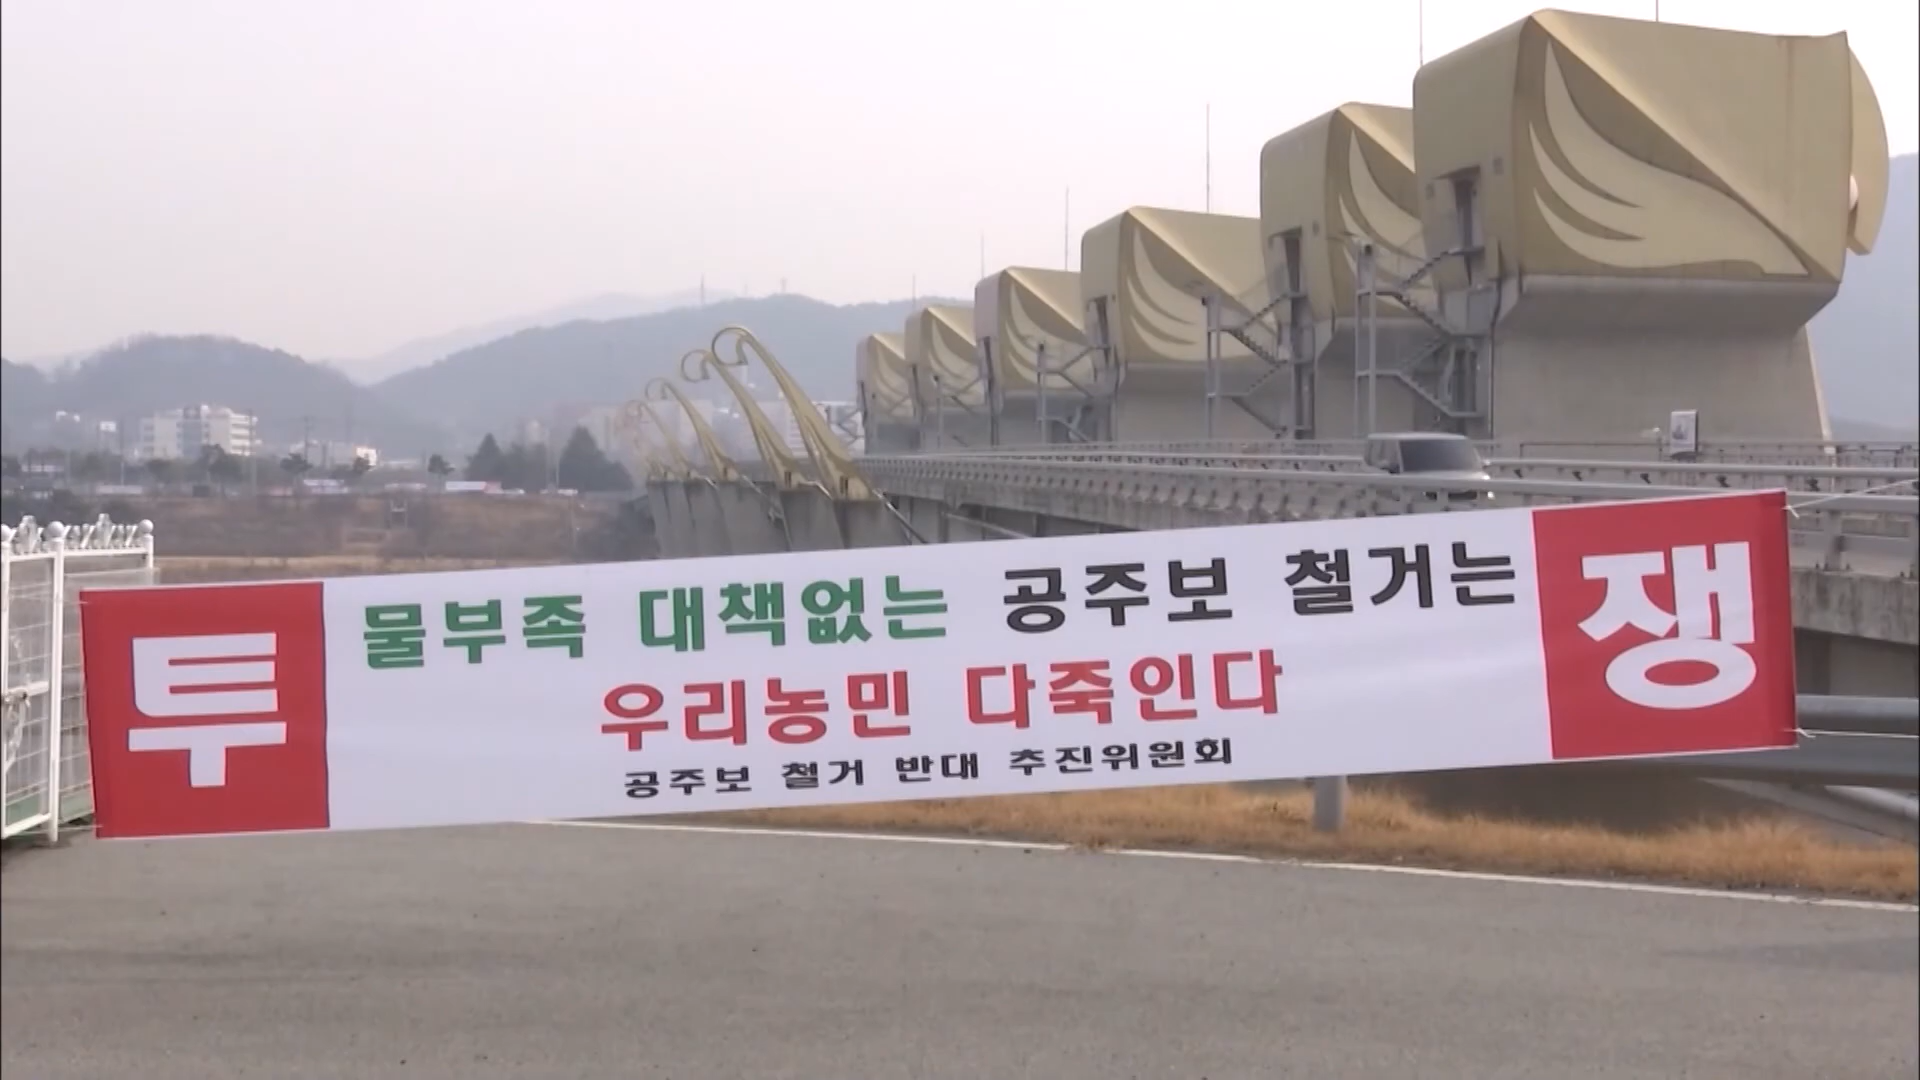 투
물부족 대책없는 공주보 철거는
우리농민 다죽인다
공주보 철거 반대 추진위원회
쟁